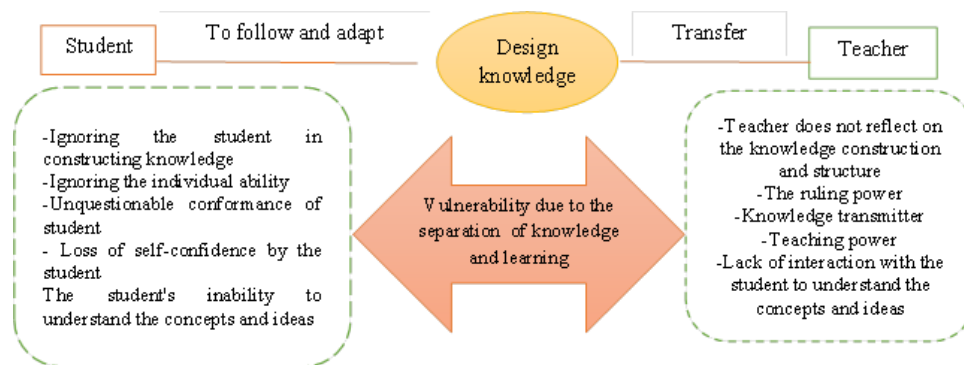 Student
To follow and adapt
Design
knowledge
Transfer
Teacher
-Ignoring the student in
constructing knowledge
-Ignoring the individual ability
-Unquestionable conformance of
student
- Loss of self-confidence by the
student
The student's inability to
understand the concepts and ideas
Vulnerability due to the
separation of knowledge
and learning
-Teacher does not reflect on
the knowledge construction
and structure
-The ruling power
-Knowledge transmitter
-Teaching power
-Lack of interaction with the
student to understand the
concepts and ideas